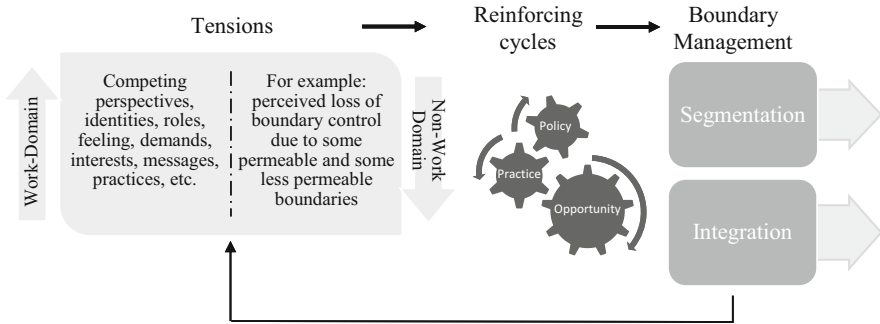 Tensions
Reinforcing
cycles
Boundary
Management
Work-Domain
Competing
perspectives,
identities, roles,
feeling, demands,
interests, messages,
practices, etc.
For example:
perceived loss of
boundary control
due to some
permeable and some
less permeable
boundaries
Non-Work
Domain
Policy
Practice
Opportunity
Segmentation
Integration